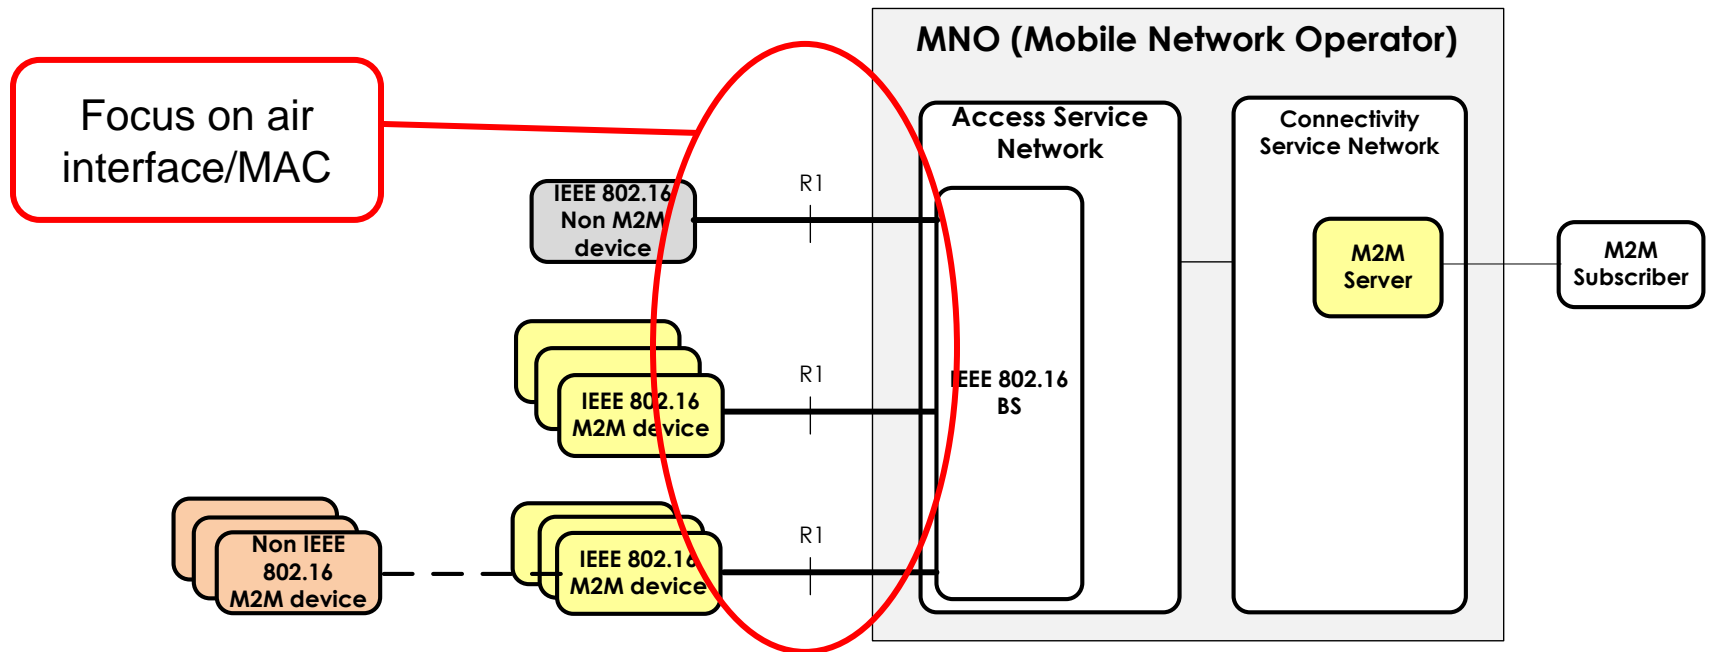 MNO (Mobile Network Operator)
Focus on air
interface/MAC
Access Service
Network
Connectivity
Service Network
IEEE 802.16
Non M2M
device
R1
M2M
Server
M2M
Subscriber
R1
IEEE 802.16
M2M device
IEEE 802.16
BS
R1
Non IEEE
802.16
M2M device
IEEE 802.16
M2M device